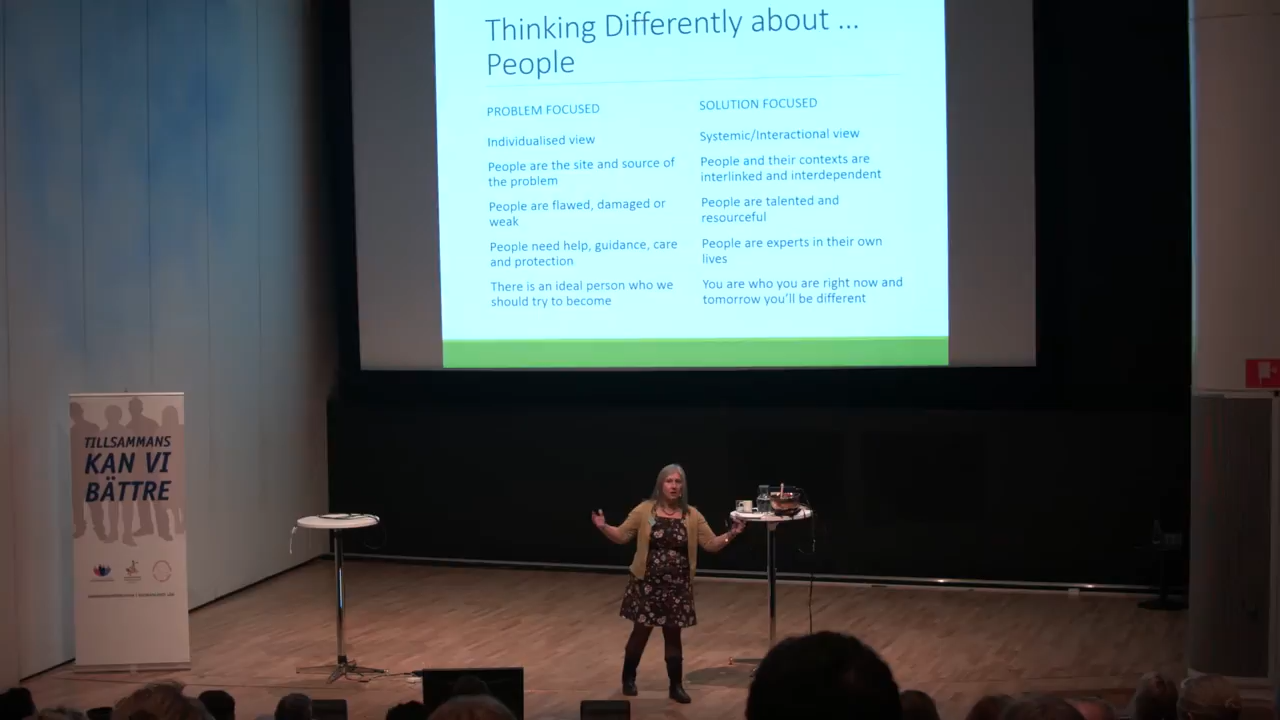 Thinking Differently about ...
People
PROBLEM FOCUSED
Individualised view
People are the site and source of
the problem
People are flawed, damaged or
weak
People need help, guidance, care
and protection
There is an ideal person who we
should try to become
SOLUTION FOCUSED
Systemic/Interactional view
People and their contexts are
interlinked and interdependent
People are talented and
resourceful
People are experts in their own
lives
You are who you are right now and
tomorrow you'll be different
TILLSAMMANS
KAN VI
BÄTTRE